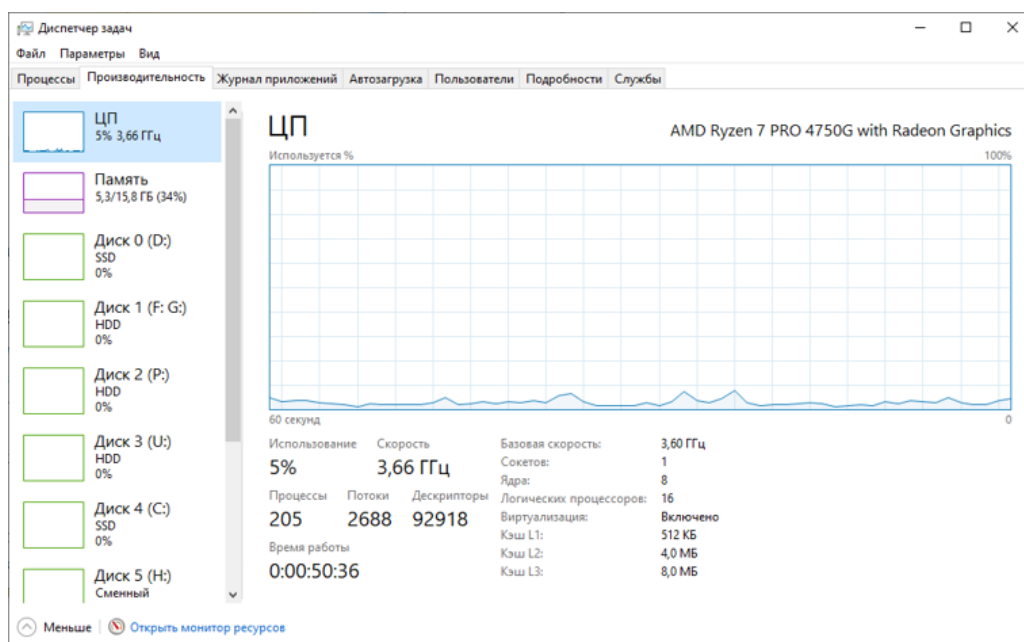 Диспетчер задач
Файл Параметры Вид
Процессы Производительность Журнал приложений Автозагрузка Пользователи Подробности Службы
ЦП
5% 3,66 ГГц
Память
5,3/15,8 ГБ (34%)
Диск 0 (D:)
SSD
0%
Диск 1 (F: G:)
HDD
0%
Диск 2 (P:)
HDD
0%
Диск 3 (U:)
HDD
0%
Диск 4 (C:)
SSD
0%
Диск 5 (H:)
Сменный
ЦП
AMD Ryzen 7 PRO 4750G with Radeon Graphics
Используется %
100%
60 секунд
0
Использование Скорость
5% 3,66 ГГц
Процессы Потоки Дескрипторы
205 2688 92918
Время работы
0:00:50:36
Базовая скорость: 3,60 ГГц
Сокетов: 1
Ядра: 8
Логических процессоров: 16
Виртуализация: Включено
Кэш L1: 512 КБ
Кэш L2: 4,0 МБ
Кэш L3: 8,0 МБ
Меньше
Открыть монитор ресурсов